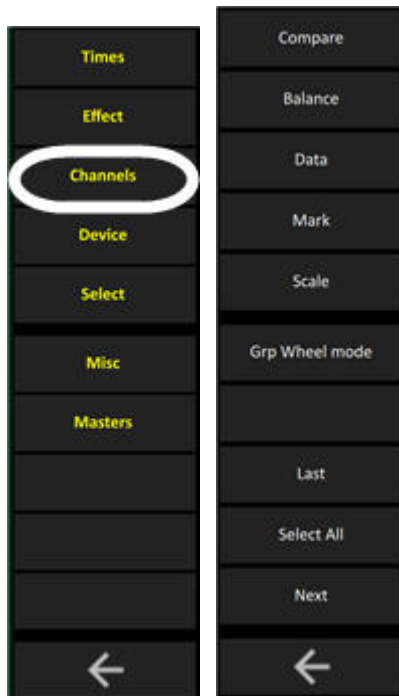 Times
Effect
Channels
Device
Select
Misc
Masters
Compare
Balance
Data
Mark
Scale
Grp Wheel mode
Last
Select All
Next